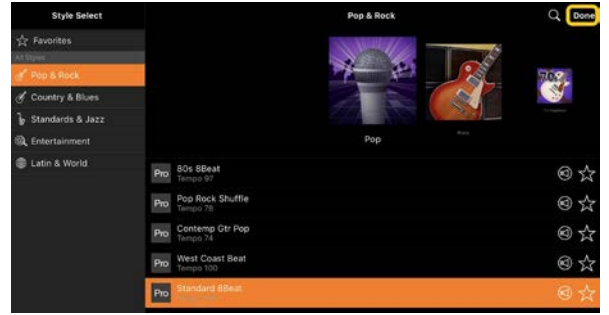 Style Select
Pop & Rock
Done
Favorites
All Styles
Pop & Rock
Country & Blues
Standards & Jazz
Entertainment
Latin & World
70s
Pop
Pro
80s 8Beat
Tempo 97
Pro
Pop Rock Shuffle
Tempo 78
Pro
Contemp Gtr Pop
Tempo 74
Pro
West Coast Beat
Tempo 100
Pro
Standard 8Beat